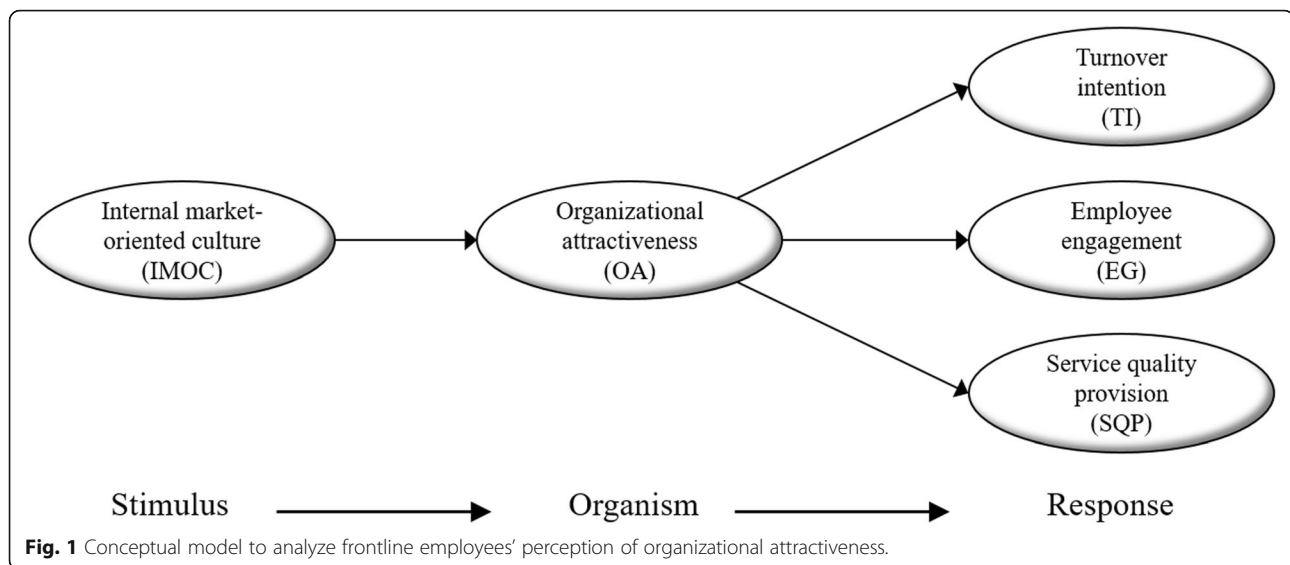 Turnover
intention
(TI)
Internal market-
oriented culture
(IMOC)
Organizational
attractiveness
(OA)
Employee
engagement
(EG)
Service quality
provision
(SQP)
Stimulus
Organism
Response
Fig. 1 Conceptual model to analyze frontline employees’ perception of organizational attractiveness.